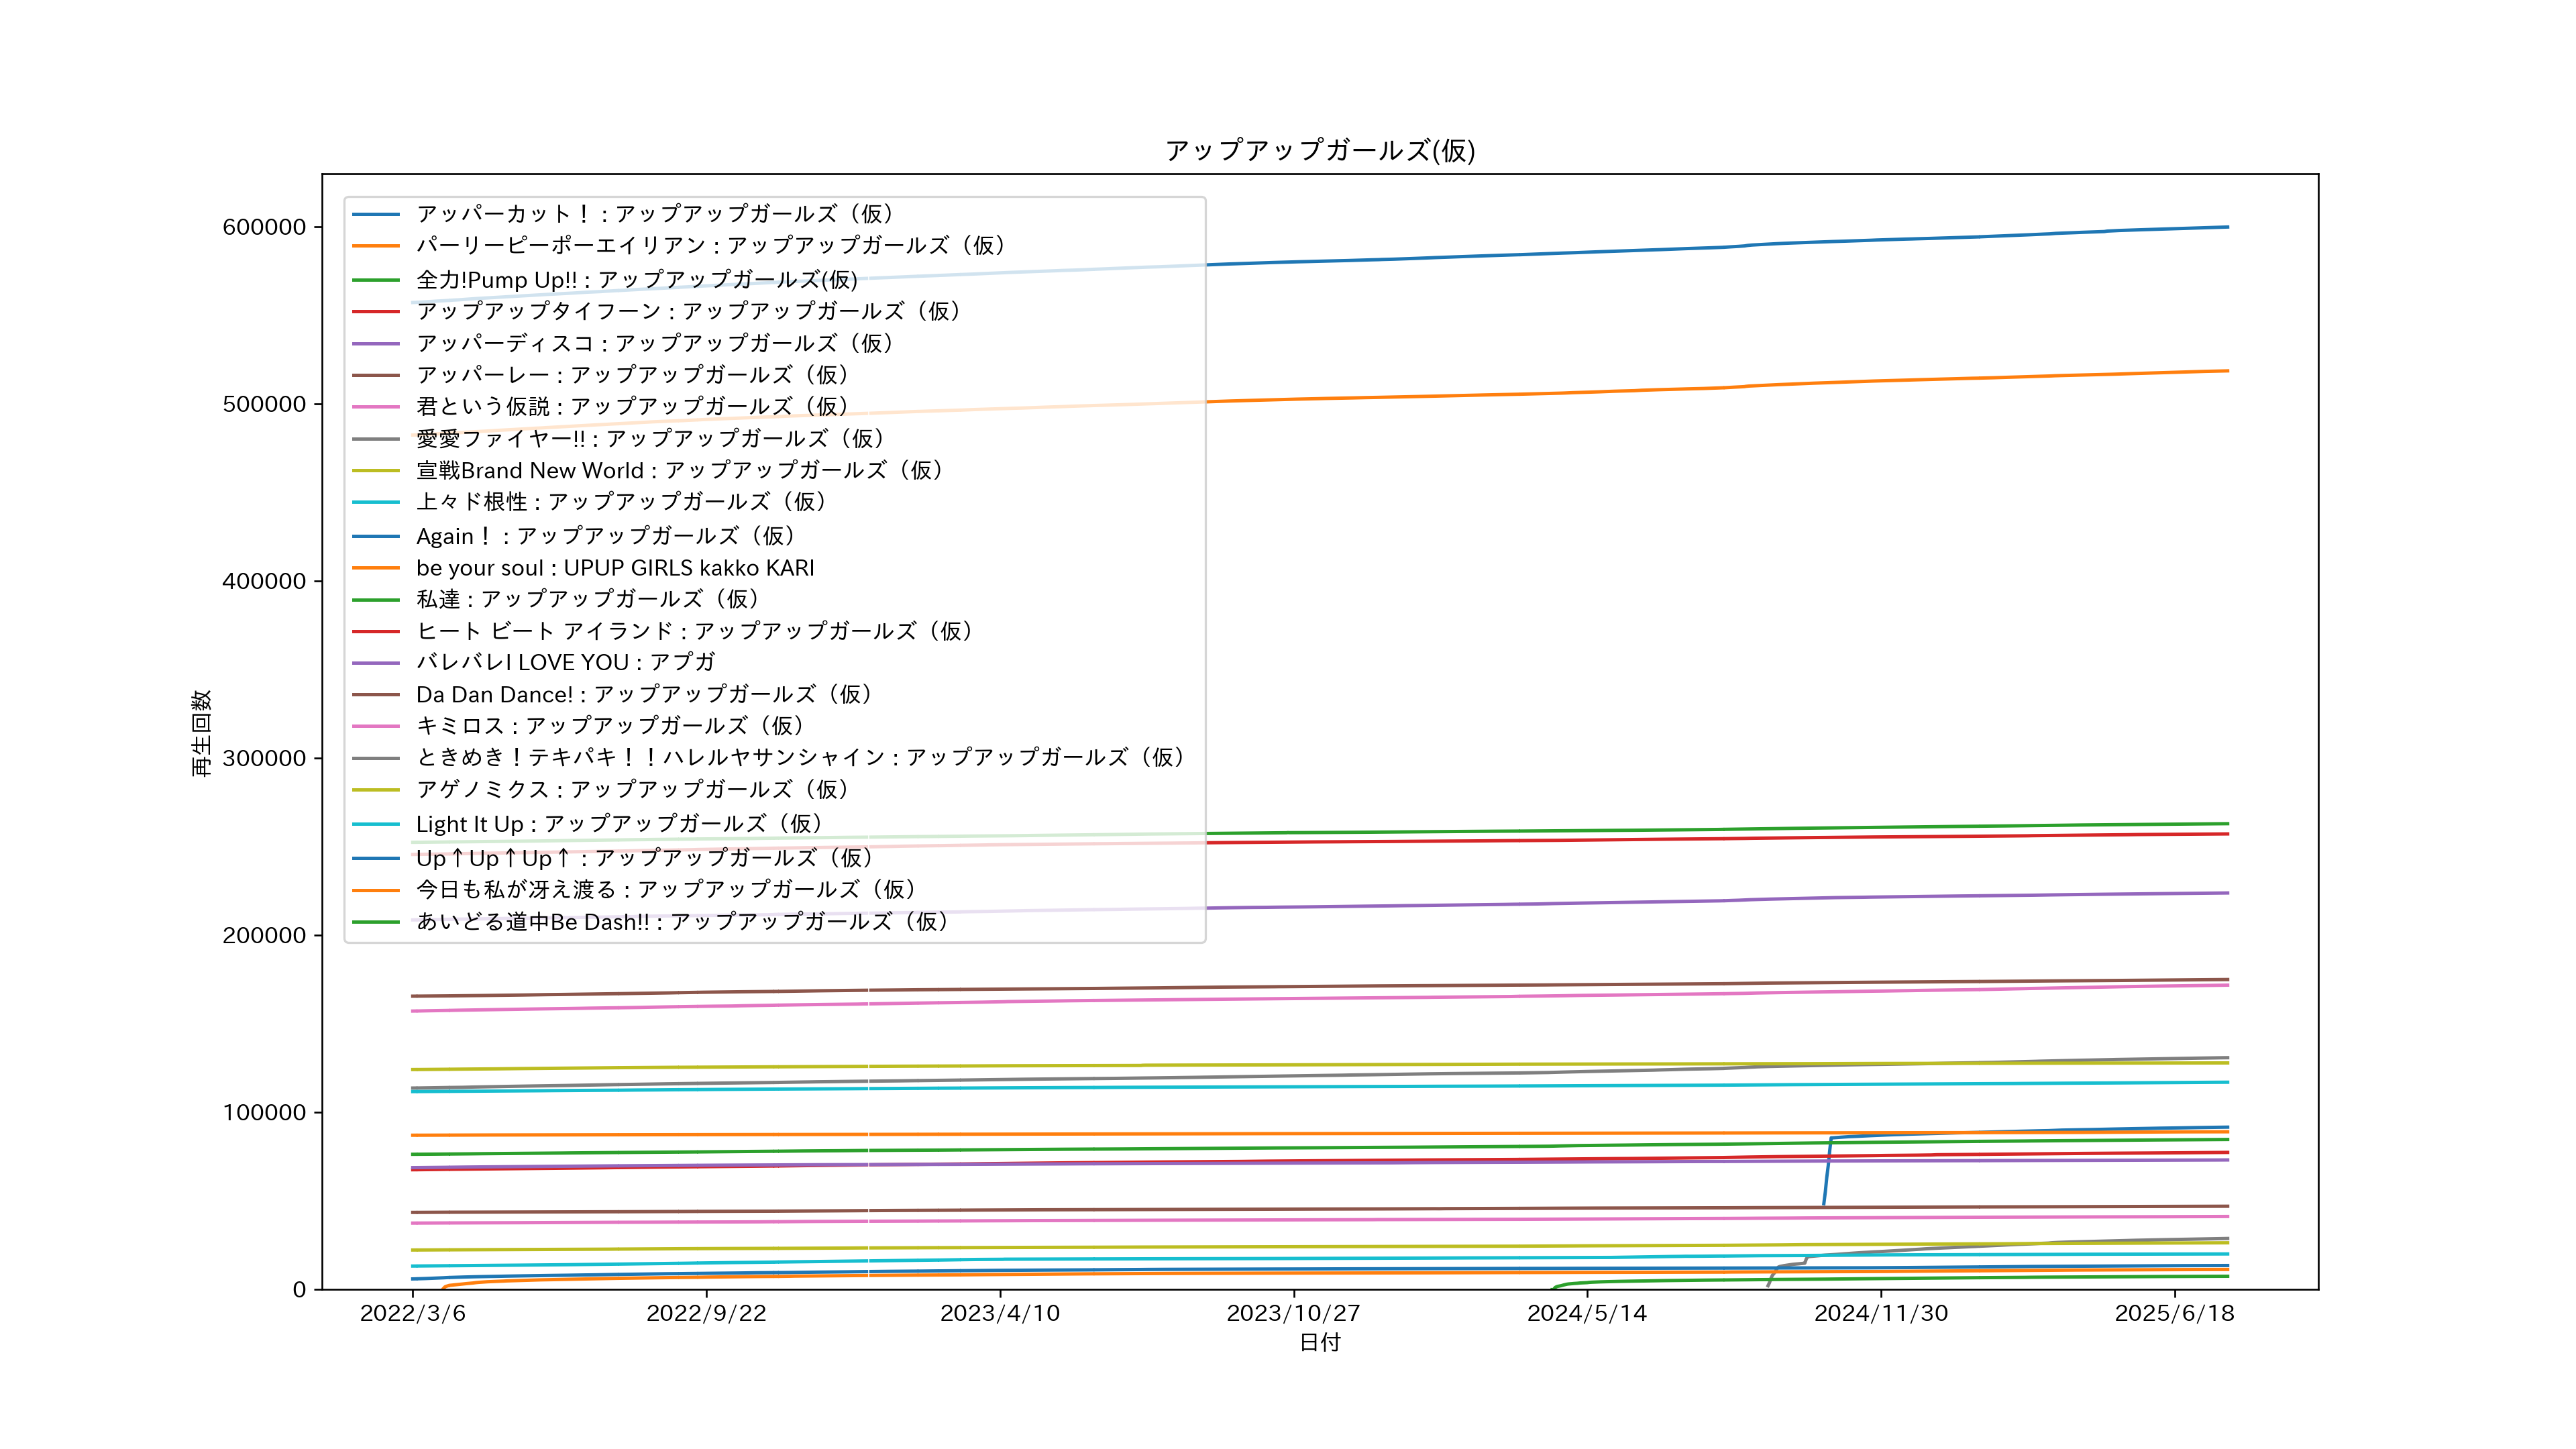 アップアップガールズ(仮)
600000
500000
400000
300000
200000
100000
0
再生回数
アッパーカット！ : アップアップガールズ（仮）
パーリーピーポーエイリアン : アップアップガールズ（仮）
全力!Pump Up!! : アップアップガールズ(仮)
アップアップタイフーン : アップアップガールズ（仮）
アッパーディスコ : アップアップガールズ（仮）
アッパーレー : アップアップガールズ（仮）
君という仮説 : アップアップガールズ（仮）
愛愛ファイヤー!! : アップアップガールズ（仮）
宣戦Brand New World : アップアップガールズ（仮）
上々ド根性 : アップアップガールズ（仮）
Again！ : アップアップガールズ（仮）
be your soul : UPUP GIRLS kakko KARI
私達 : アップアップガールズ（仮）
ヒート ビート アイランド : アップアップガールズ（仮）
バレバレI LOVE YOU : アプガ
Da Dan Dance! : アップアップガールズ（仮）
キミロス : アップアップガールズ（仮）
ときめき！テキパキ！！ハレルヤサンシャイン : アップアップガールズ（仮）
アゲノミクス : アップアップガールズ（仮）
Light It Up : アップアップガールズ（仮）
Up↑Up↑Up↑ : アップアップガールズ（仮）
今日も私が冴え渡る : アップアップガールズ（仮）
あいどる道中Be Dash!! : アップアップガールズ（仮）
2022/3/6 2022/9/22 2023/4/10 2023/10/27 2024/5/14 2024/11/30 2025/6/18
日付